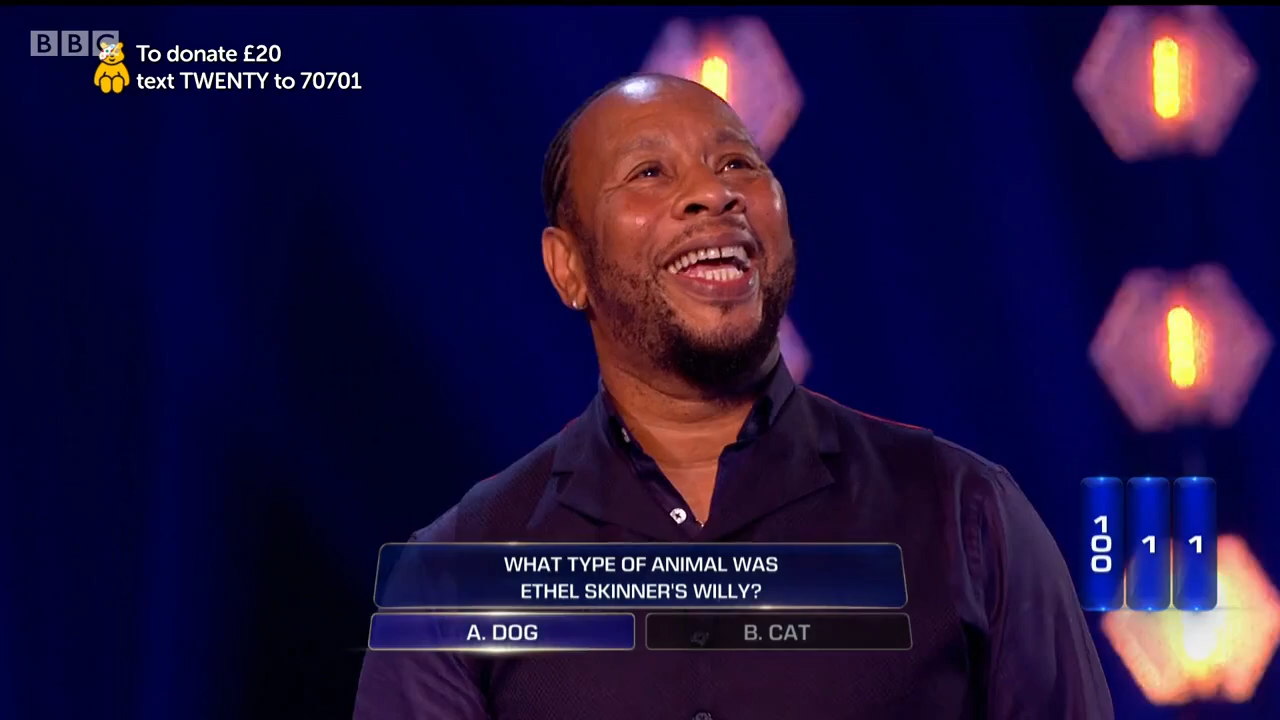 BBC
To donate £20
text TWENTY to 70701
WHAT TYPE OF ANIMAL WAS
ETHEL SKINNER'S WILLY?
A. DOG
B. CAT
100
1
1